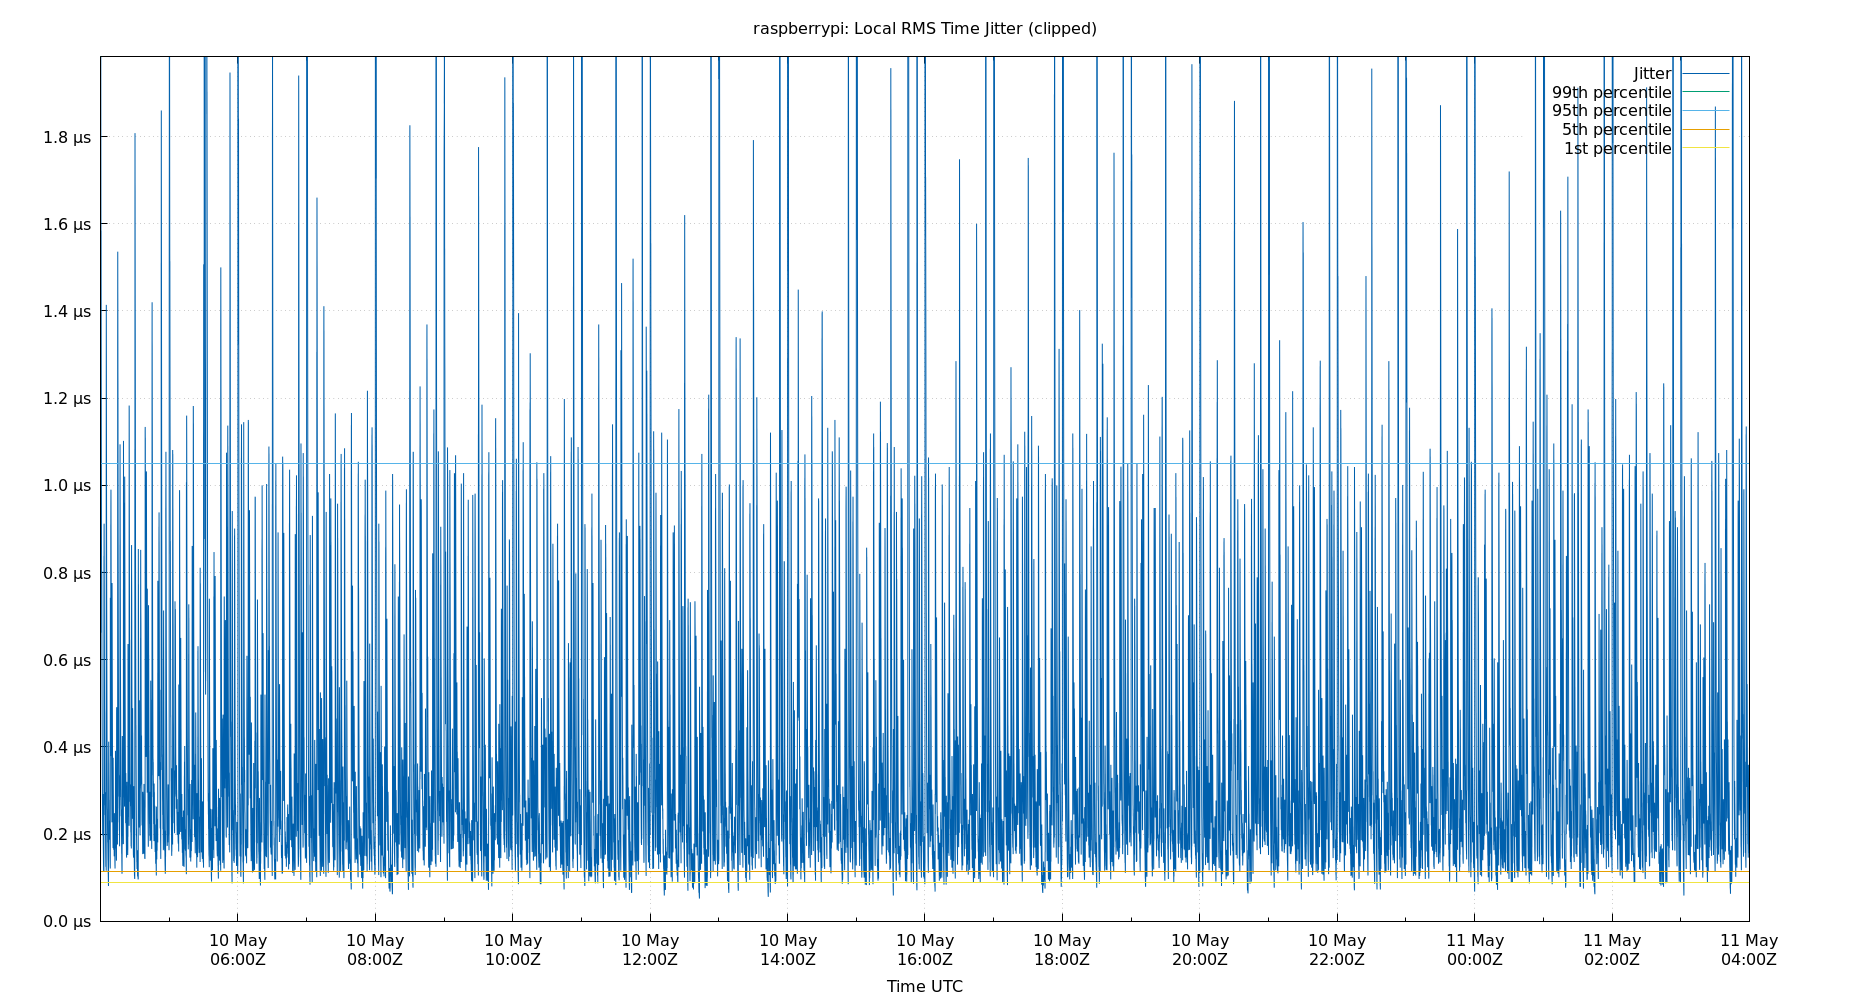 raspberrypi: Local RMS Time Jitter (clipped)
Jitter
99th percentile
95th percentile
5th percentile
1st percentile
1.8 µs
1.6 µs
1.4 µs
1.2 µs
1.0 µs
0.8 µs
0.6 µs
0.4 µs
0.2 µs
0.0 µs
10 May 10 May 10 May 10 May 10 May 10 May 10 May 10 May 10 May 11 May 11 May 11 May
06:00Z 08:00Z 10:00Z 12:00Z 14:00Z 16:00Z 18:00Z 20:00Z 22:00Z 00:00Z 02:00Z 04:00Z
Time UTC